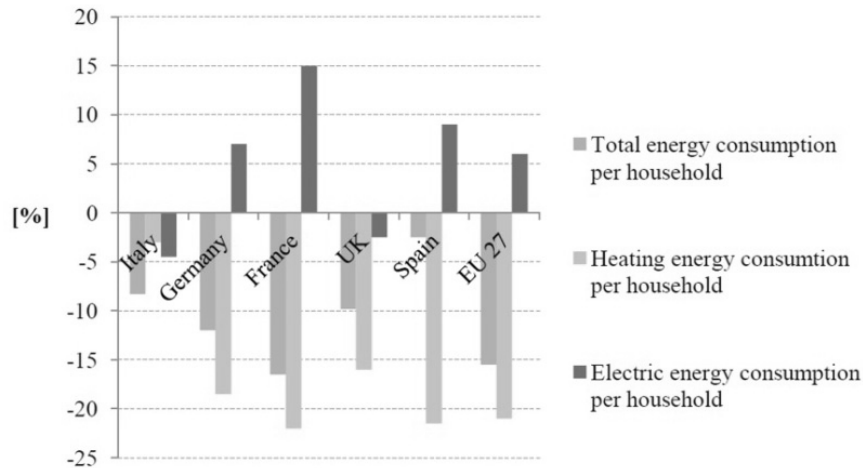 20
15
10
5
0
-5
-10
-15
-20
-25
[%]
Italy
Germany
France
UK
Spain
EU 27
Total energy consumption
per household
Heating energy consumtion
per household
Electric energy consumption
per household